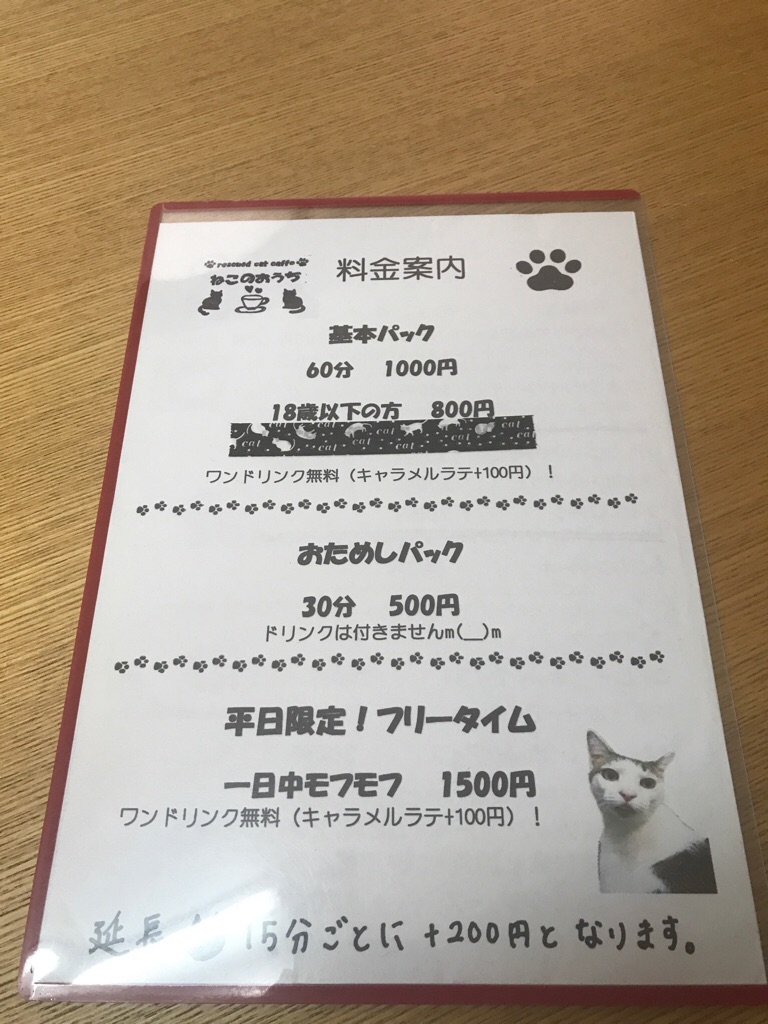 rescued cat caffe
料金案内
ねこのおうち
基本パック
60分 1000円
18歳以下の方 800円
cat cat cat cat cat cat
ワンドリンク無料（キャラメルラテ+100円）！
おためしパック
30分 500円
ドリンクは付きませんm(__)m
平日限定！フリータイム
一日中モフモフ 1500円
ワンドリンク無料（キャラメルラテ+100円）！
延長 15分ごとに +200円と なります。